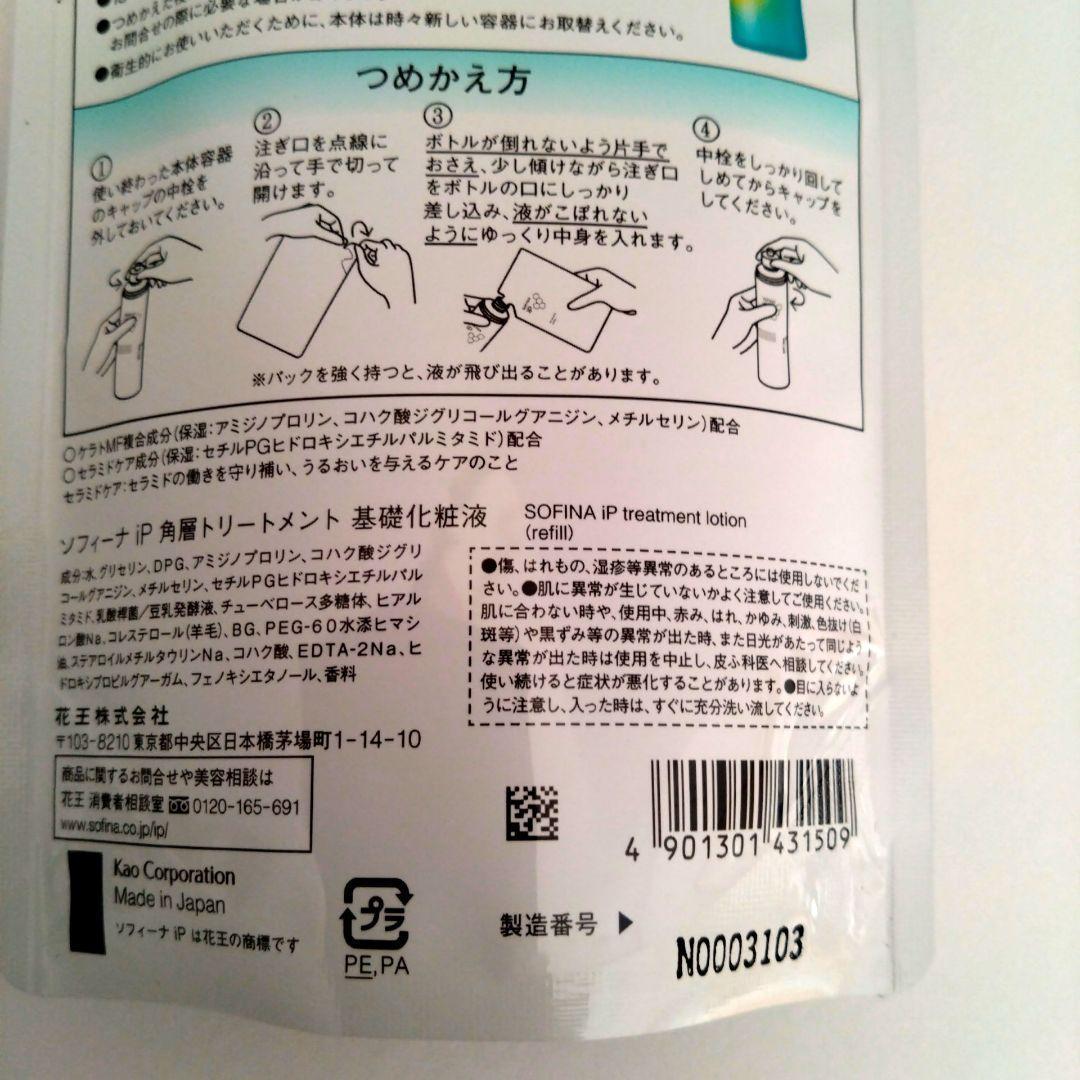 ●つめかえた使
お問合せの際に必要な場合が
●衛生的にお使いいただくために、本体は時々新しい容器にお取替えください。
つめかえ方
①
使い終わった本体容器
のキャップの中栓を
外しておいてください。
②
注ぎ口を点線に
沿って手で切って
開けます。
③
ボトルが倒れないよう片手で
おさえ、少し傾けながら注ぎ口
をボトルの口にしっかり
差し込み、液がこぼれない
ようにゆっくり中身を入れます。
④
中栓をしっかり回して
しめてからキャップを
してください。
※パックを強く持つと、液が飛び出ることがあります。
○ケラトMF複合成分(保湿:アミジノプロリン、コハク酸ジグリコールグアニジン、メチルセリン)配合
○セラミドケア成分(保湿:セチルPGヒドロキシエチルパルミタミド)配合
セラミドケア:セラミドの働きを守り補い、うるおいを与えるケアのこと
ソフィーナ iP 角層トリートメント 基礎化粧液
SOFINA iP treatment lotion
(refill)
成分:水、グリセリン、DPG、アミジノプロリン、コハク酸ジグリ
コールグアニジン、メチルセリン、セチルPGヒドロキシエチルパル
ミタミド、乳酸桿菌/豆乳発酵液、チューベロース多糖体、ヒアル
ロン酸Na、コレステロール(羊毛)、BG、PEG-60水添ヒマシ
油、ステアロイルメチルタウリンNa、コハク酸、EDTA-2Na、ヒ
ドロキシプロピルグアーガム、フェノキシエタノール、香料
●傷、はれもの、湿疹等異常のあるところには使用しないでくだ
さい。●肌に異常が生じていないかよく注意してご使用ください。
肌に合わない時や、使用中、赤み、はれ、かゆみ、刺激、色抜け(白
斑等)や黒ずみ等の異常が出た時、また日光があたって同じよう
な異常が出た時は使用を中止し、皮ふ科医へ相談してください。
使い続けると症状が悪化することがあります。●目に入らないよ
うに注意し、入った時は、すぐに充分洗い流してください。
花王株式会社
〒103-8210 東京都中央区日本橋茅場町1-14-10
商品に関するお問合せや美容相談は
花王 消費者相談室 0120-165-691
www.sofina.co.jp/ip/
Kao Corporation
Made in Japan
ソフィーナ iP は花王の商標です
プラ
PE,PA
4 901301 431509
製造番号 ▶
N0003103